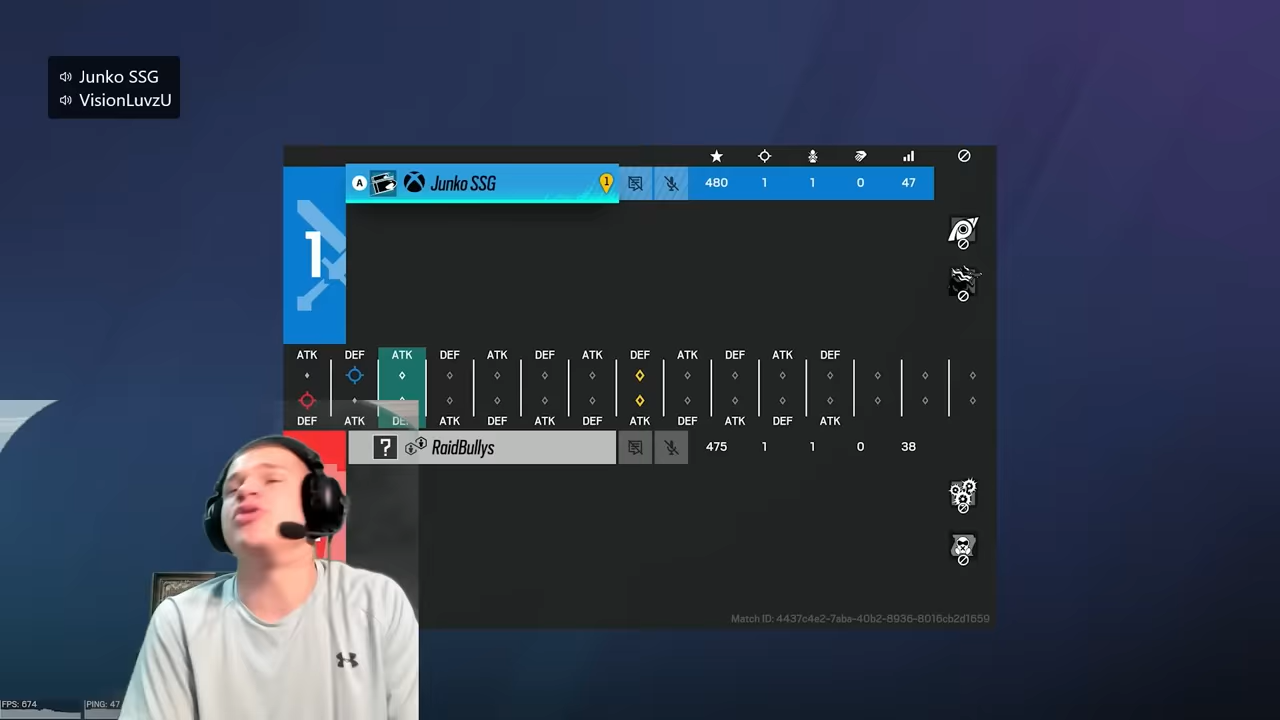 Junko SSG
VisionLuvzU
A Junko SSG 1 480 1 1 0 47
1
ATK DEF ATK DEF ATK DEF ATK DEF ATK DEF ATK DEF
DEF ATK DEF ATK DEF ATK DEF ATK DEF ATK DEF ATK
? RaidBullys 475 1 1 0 38
Match ID: 4437c4e2-7aba-40b2-8936-8016cb2d1659
FPS: 674 PING: 47